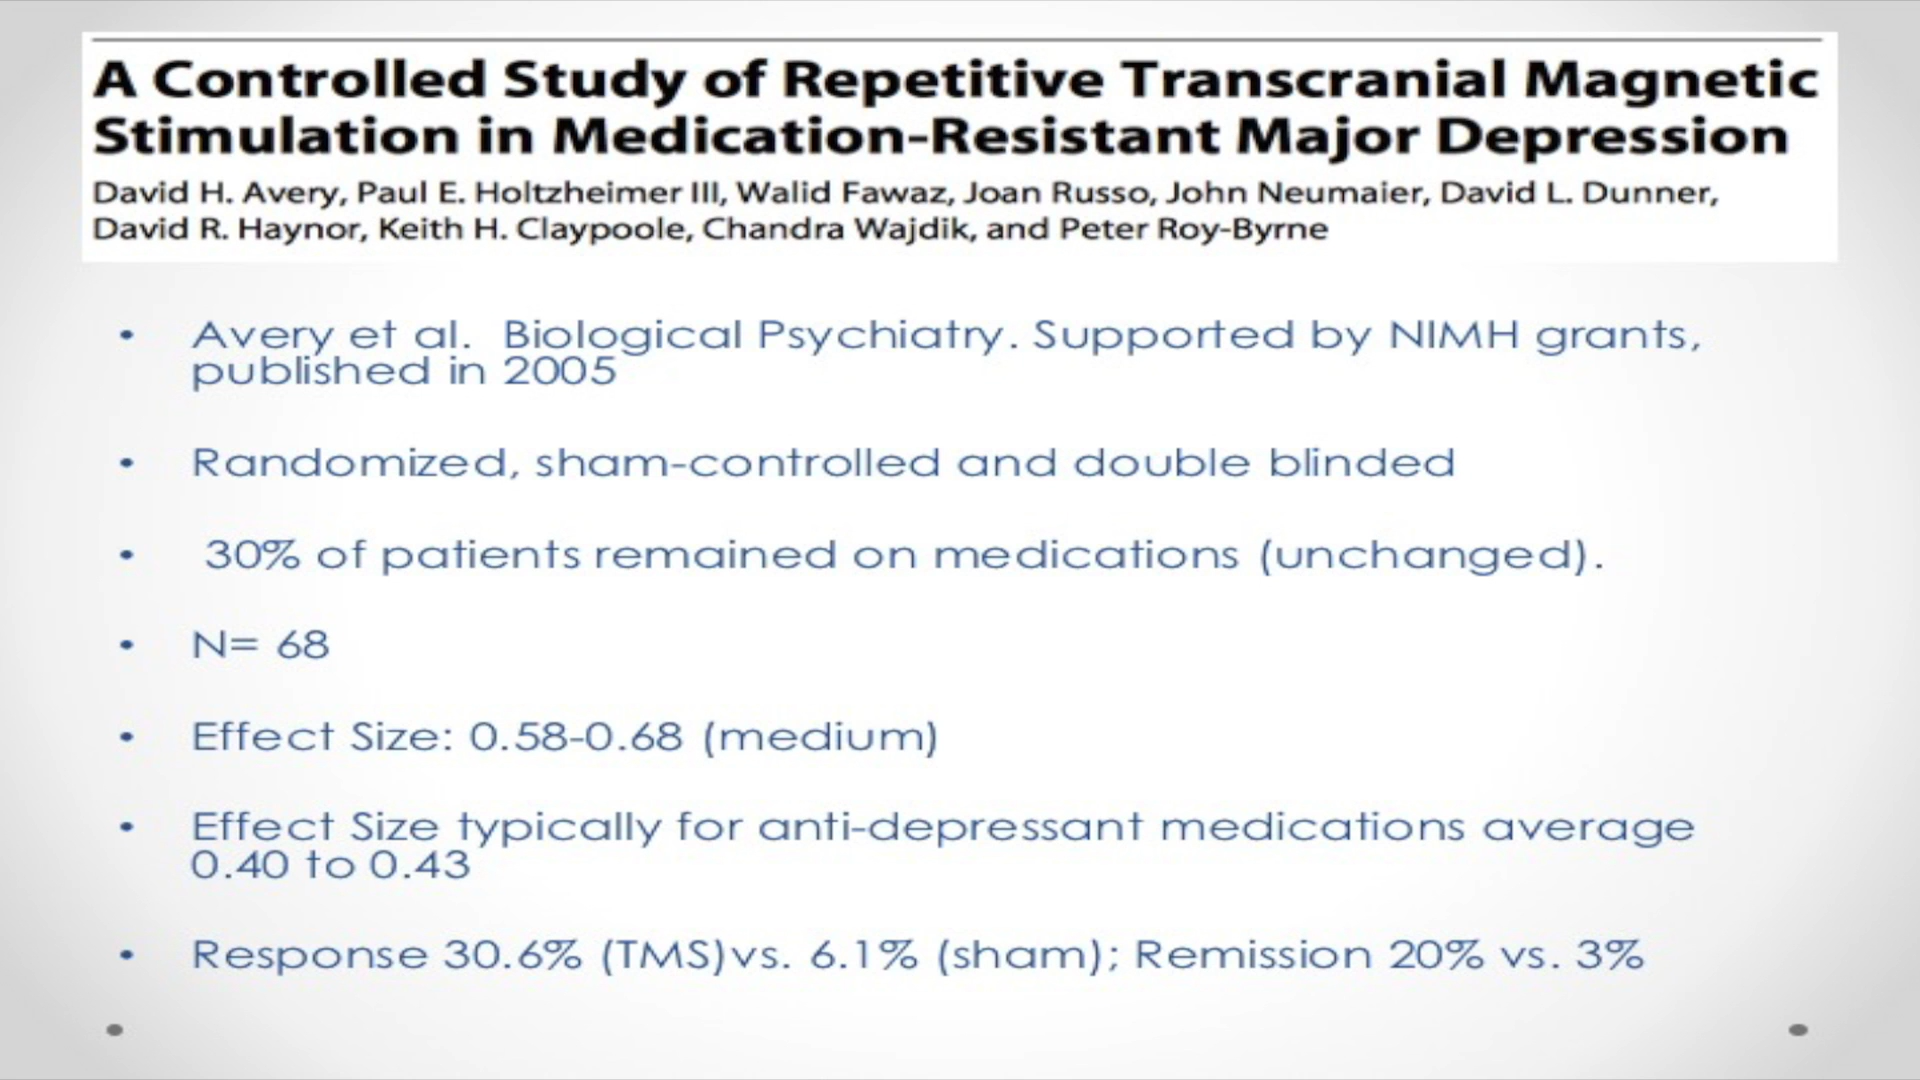 A Controlled Study of Repetitive Transcranial Magnetic
Stimulation in Medication-Resistant Major Depression
David H. Avery, Paul E. Holtzheimer III, Walid Fawaz, Joan Russo, John Neumaier, David L. Dunner,
David R. Haynor, Keith H. Claypoole, Chandra Wajdik, and Peter Roy-Byrne
• Avery et al. Biological Psychiatry. Supported by NIMH grants,
published in 2005
• Randomized, sham-controlled and double blinded
• 30% of patients remained on medications (unchanged).
• N= 68
• Effect Size: 0.58-0.68 (medium)
• Effect Size typically for anti-depressant medications average
0.40 to 0.43
• Response 30.6% (TMS)vs. 6.1% (sham); Remission 20% vs. 3%